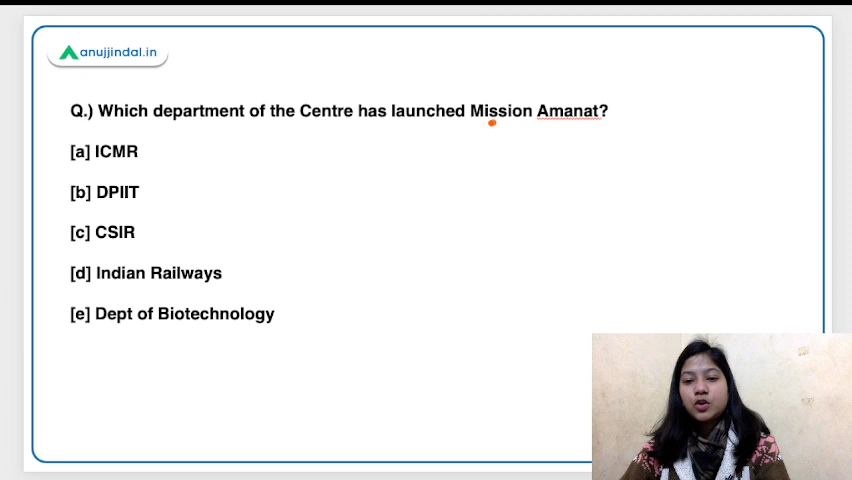 anujjindal.in
Q.) Which department of the Centre has launched Mission Amanat?
[a] ICMR
[b] DPIIT
[c] CSIR
[d] Indian Railways
[e] Dept of Biotechnology